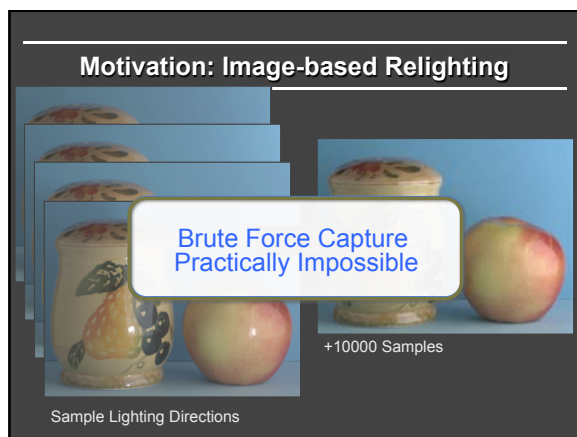 Motivation: Image-based Relighting
Brute Force Capture
Practically Impossible
+10000 Samples
Sample Lighting Directions